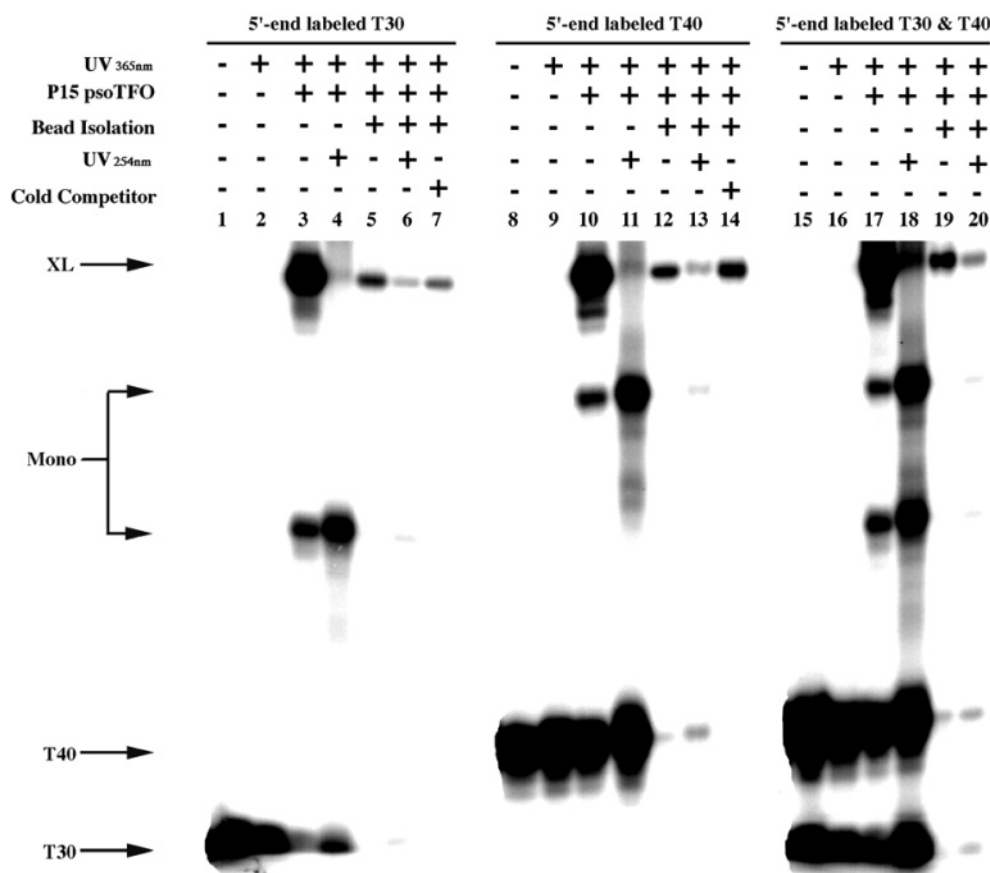 5'-end labeled T30 5'-end labeled T40 5'-end labeled T30 & T40
UV 365nm - + + + + + + - + + + + + + - + + + + +
P15 psoTFO - - + + + + + - - + + + + + - - + + + +
Bead Isolation - - - - + + + - - - - + + + - - - - + +
UV 254nm - - - + - + - - - - + - + - - - - + - +
Cold Competitor - - - - - - + - - - - - - + - - - - - -
1 2 3 4 5 6 7 8 9 10 11 12 13 14 15 16 17 18 19 20
XL
Mono
T40
T30